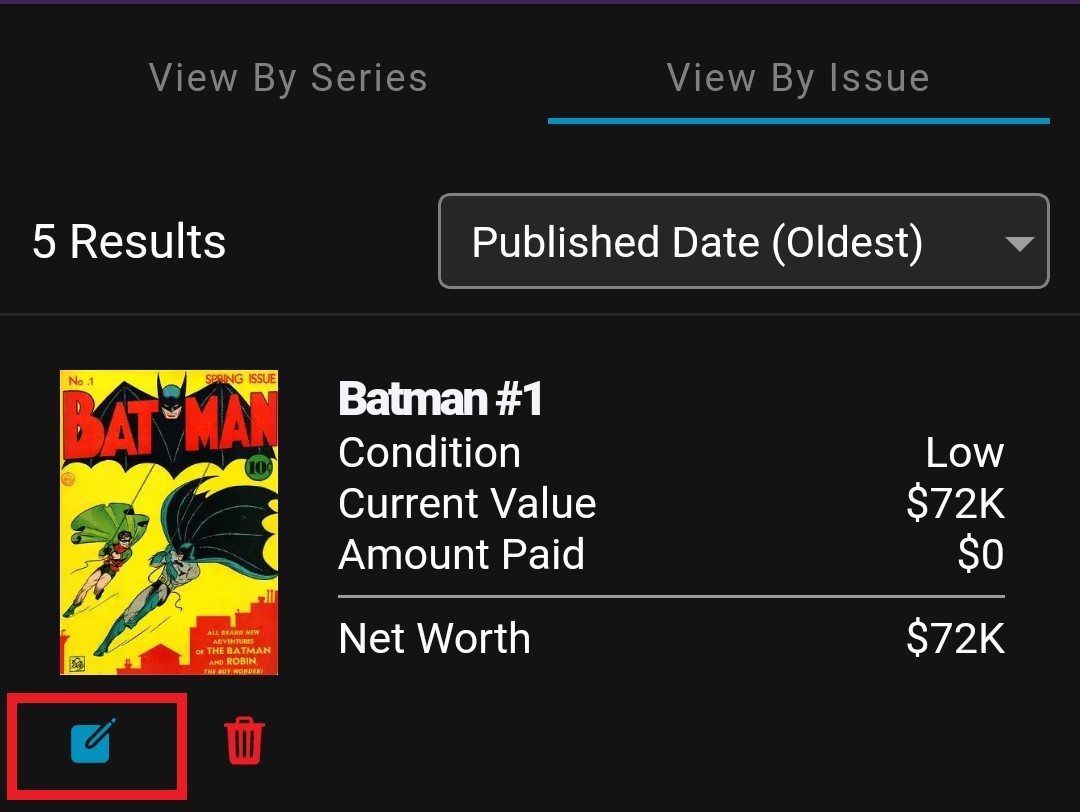 View By Series
View By Issue
5 Results
Published Date (Oldest)
No .1
SPRING ISSUE
BATMAN
10¢
ALL BRAND NEW
ADVENTURES
OF THE BATMAN
AND ROBIN,
THE BOY WONDER!
Batman #1
Condition Low
Current Value $72K
Amount Paid $0
Net Worth $72K